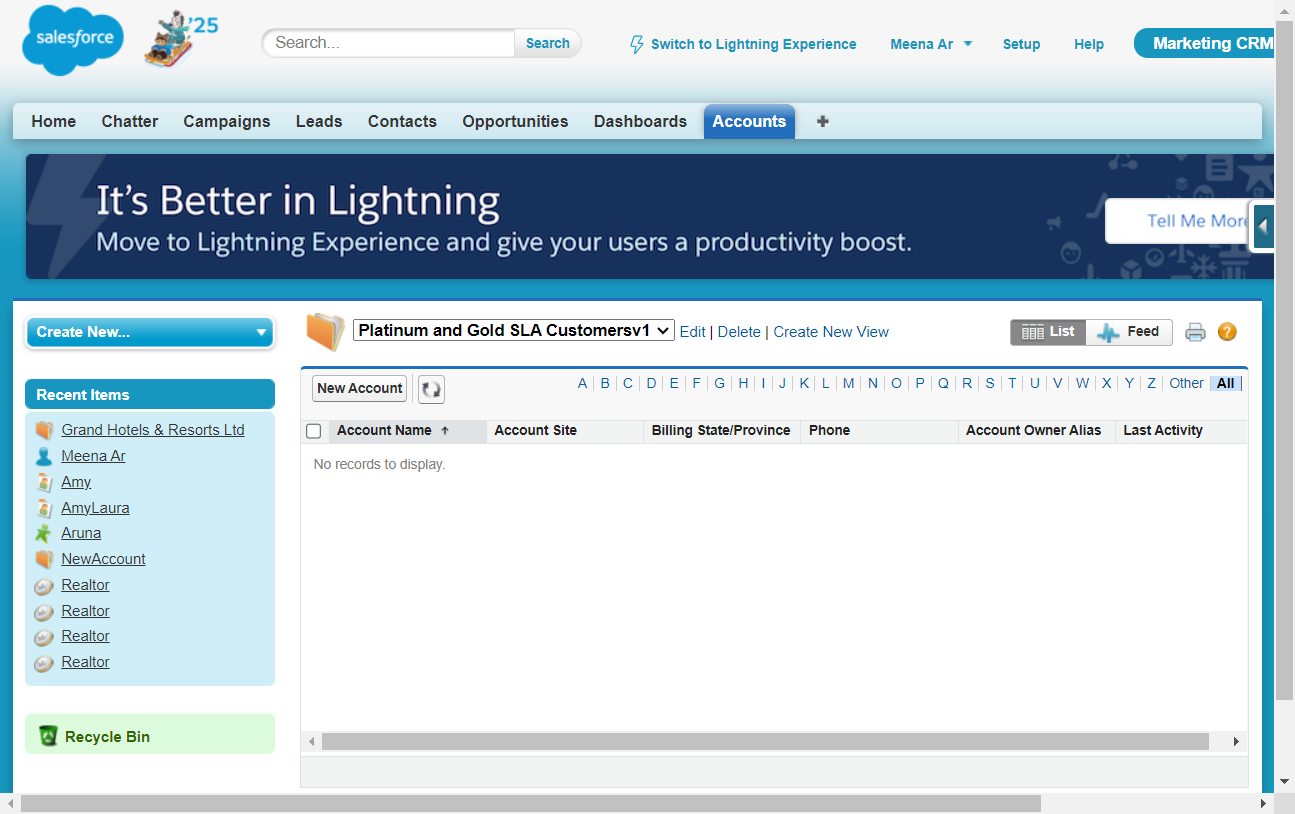 salesforce
'25
Search...
Search
Switch to Lightning Experience
Meena Ar
Setup
Help
Marketing CRM
Home
Chatter
Campaigns
Leads
Contacts
Opportunities
Dashboards
Accounts
It's Better in Lightning
Move to Lightning Experience and give your users a productivity boost.
Tell Me More
Create New...
Platinum and Gold SLA Customersv1
Edit | Delete | Create New View
List
Feed
Recent Items
Grand Hotels & Resorts Ltd
Meena Ar
Amy
AmyLaura
Aruna
NewAccount
Realtor
Realtor
Realtor
Realtor
Recycle Bin
New Account
A | B | C | D | E | F | G | H | I | J | K | L | M | N | O | P | Q | R | S | T | U | V | W | X | Y | Z | Other | All
Account Name
Account Site
Billing State/Province
Phone
Account Owner Alias
Last Activity
No records to display.